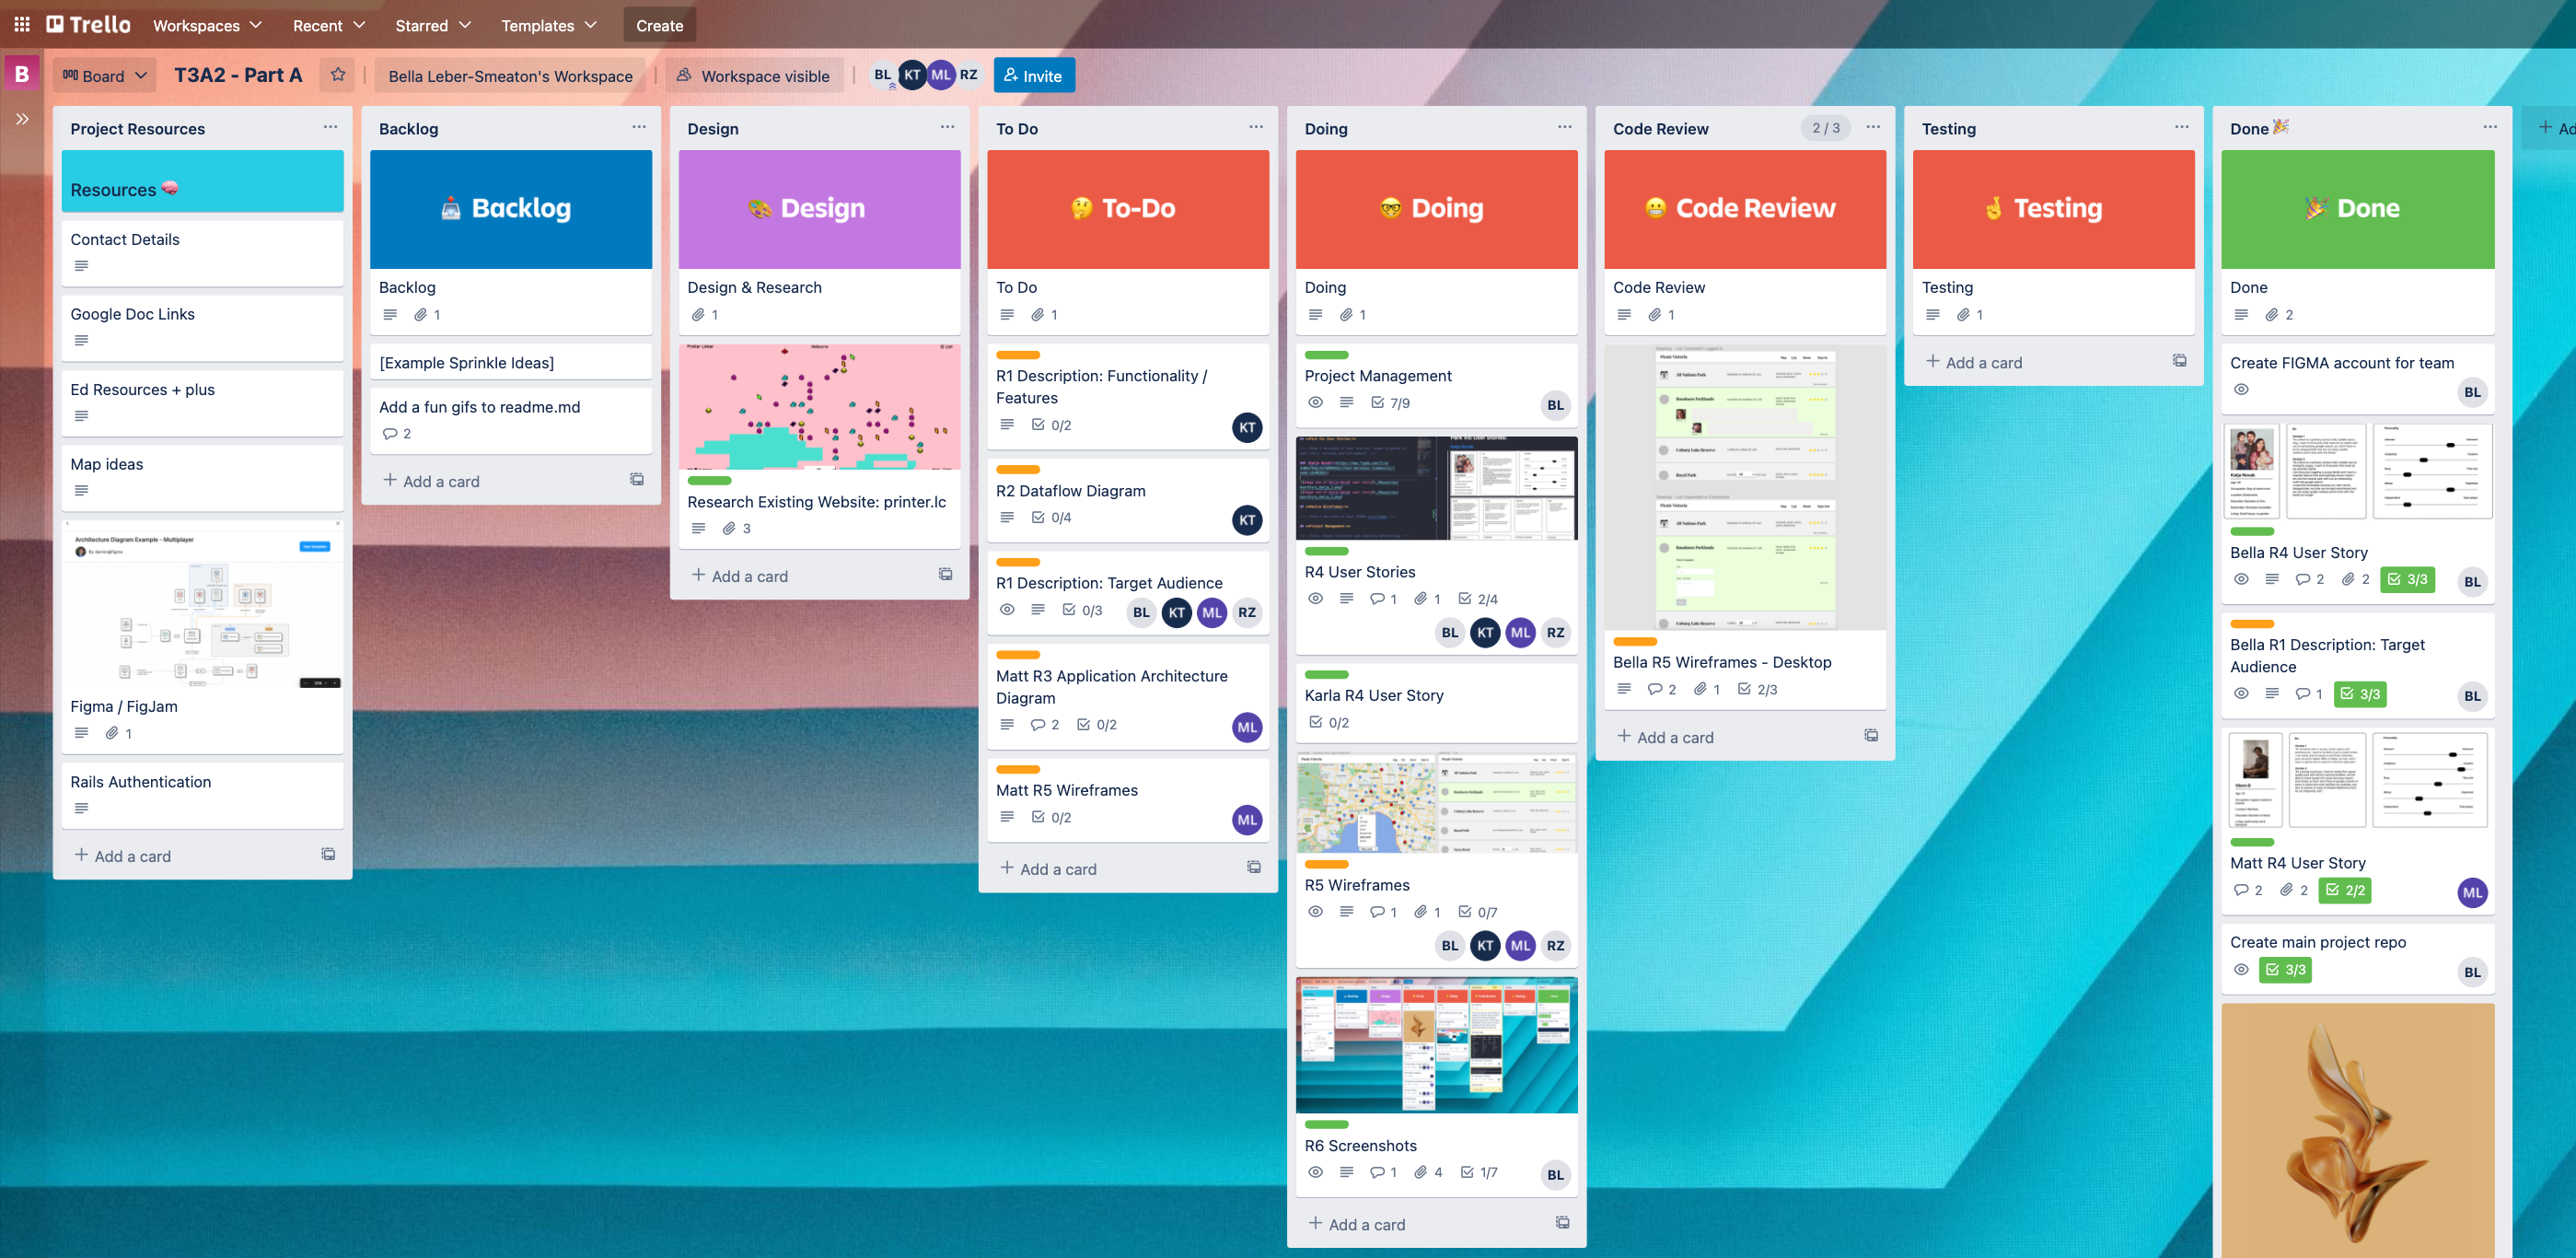 Trello
Workspaces
Recent
Starred
Templates
Create
B
Board
T3A2 - Part A
Bella Leber-Smeaton's Workspace
Workspace visible
BL
KT
ML
RZ
Invite
Project Resources
Resources
Contact Details
Google Doc Links
Ed Resources + plus
Map ideas
Architecture Diagram Example - Multiplayer
Figma / FigJam
1
Rails Authentication
+ Add a card
Backlog
Backlog
Backlog
1
[Example Sprinkle Ideas]
Add a fun gifs to readme.md
2
+ Add a card
Design
Design
Design & Research
1
Research Existing Website: printer.lc
3
+ Add a card
To Do
To-Do
To Do
1
R1 Description: Functionality /
Features
0/2
KT
R2 Dataflow Diagram
0/4
KT
R1 Description: Target Audience
0/3
BL
KT
ML
RZ
Matt R3 Application Architecture
Diagram
2
0/2
ML
Matt R5 Wireframes
0/2
ML
+ Add a card
Doing
Doing
Doing
1
Project Management
7/9
BL
R4 User Stories
1
1
2/4
BL
KT
ML
RZ
Karla R4 User Story
0/2
R5 Wireframes
1
1
0/7
BL
KT
ML
RZ
R6 Screenshots
1
4
1/7
BL
+ Add a card
Code Review
2 / 3
Code Review
Code Review
1
Bella R5 Wireframes - Desktop
2
1
2/3
+ Add a card
Testing
Testing
Testing
1
+ Add a card
Done
Done
Done
2
Create FIGMA account for team
BL
Bella R4 User Story
2
2
3/3
BL
Bella R1 Description: Target
Audience
1
3/3
BL
Matt R4 User Story
2
2
2/2
ML
Create main project repo
3/3
BL
+ Ad